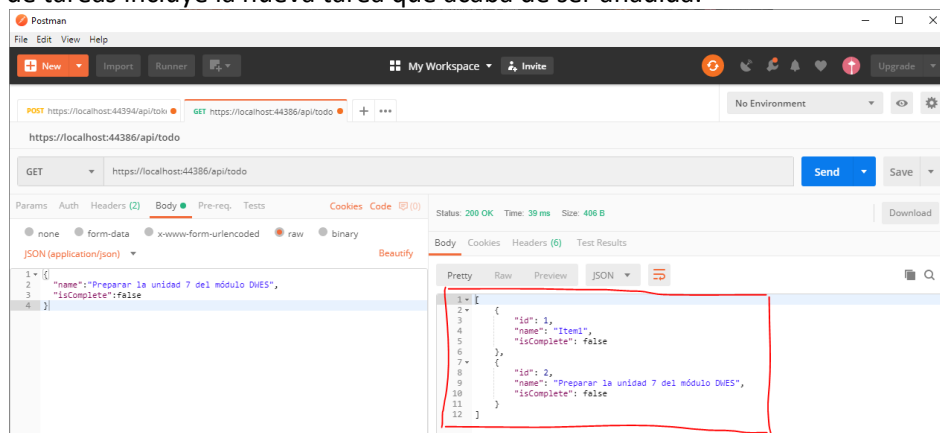 de tareas incluye la nueva tarea que acaba de ser añadida.
Postman
File Edit View Help
New Import Runner My Workspace Invite Upgrade
POST https://localhost:44394/api/toke GET https://localhost:44386/api/todo No Environment
https://localhost:44386/api/todo
GET https://localhost:44386/api/todo Send Save
Params Auth Headers (2) Body Pre-req. Tests Cookies Code (0)
Status: 200 OK Time: 39 ms Size: 406 B Download
none form-data x-www-form-urlencoded raw binary
JSON (application/json) Beautify
1 {
2 "name":"Preparar la unidad 7 del módulo DWES",
3 "isComplete":false
4 }
Body Cookies Headers (6) Test Results
Pretty Raw Preview JSON
1 [
2 {
3 "id": 1,
4 "name": "Item1",
5 "isComplete": false
6 },
7 {
8 "id": 2,
9 "name": "Preparar la unidad 7 del módulo DWES",
10 "isComplete": false
11 }
12 ]